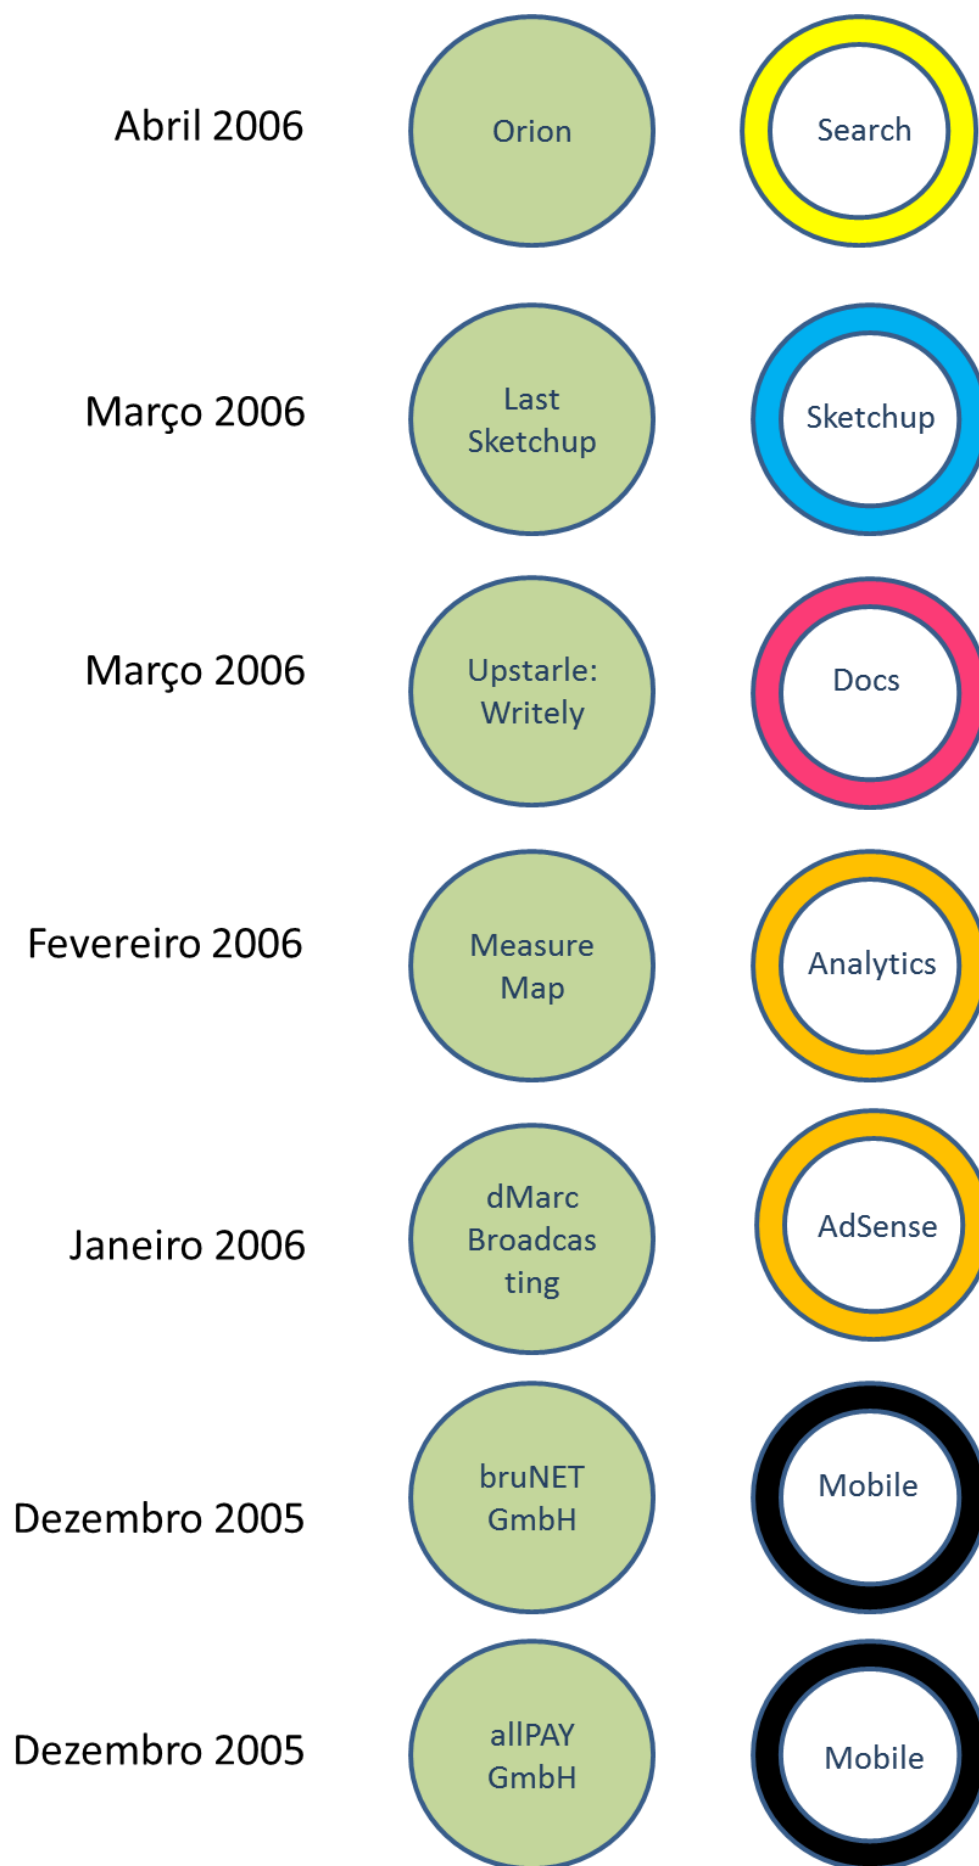 Abril 2006
Orion
Search
Março 2006
Last
Sketchup
Sketchup
Março 2006
Upstarle:
Writely
Docs
Fevereiro 2006
Measure
Map
Analytics
Janeiro 2006
dMarc
Broadcas
ting
AdSense
Dezembro 2005
bruNET
GmbH
Mobile
Dezembro 2005
allPAY
GmbH
Mobile